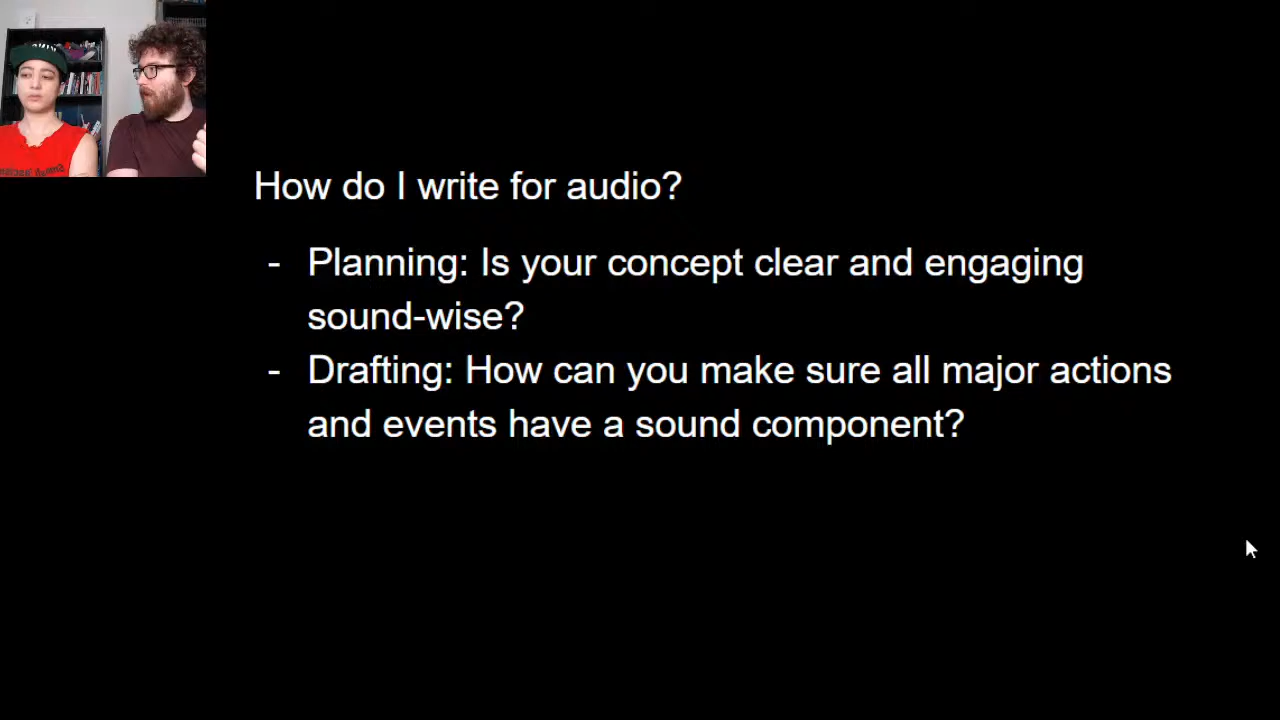 How do I write for audio?
- Planning: Is your concept clear and engaging
sound-wise?
- Drafting: How can you make sure all major actions
and events have a sound component?